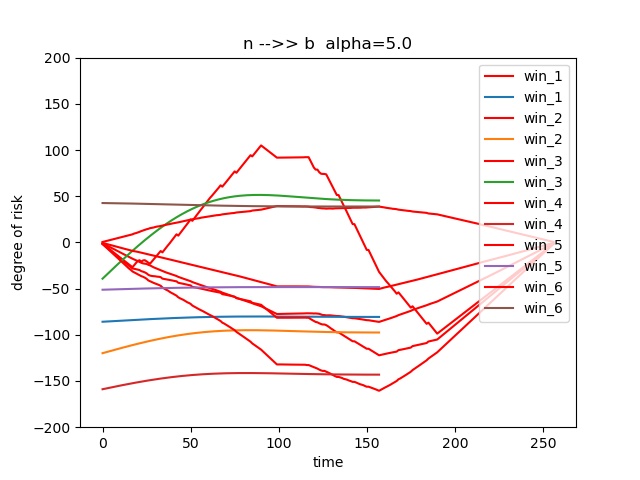 n -->> b  alpha=5.0
degree of risk
200
150
100
50
0
−50
−100
−150
−200
win_1
win_1
win_2
win_2
win_3
win_3
win_4
win_4
win_5
win_5
win_6
win_6
0
50
100
150
200
250
time